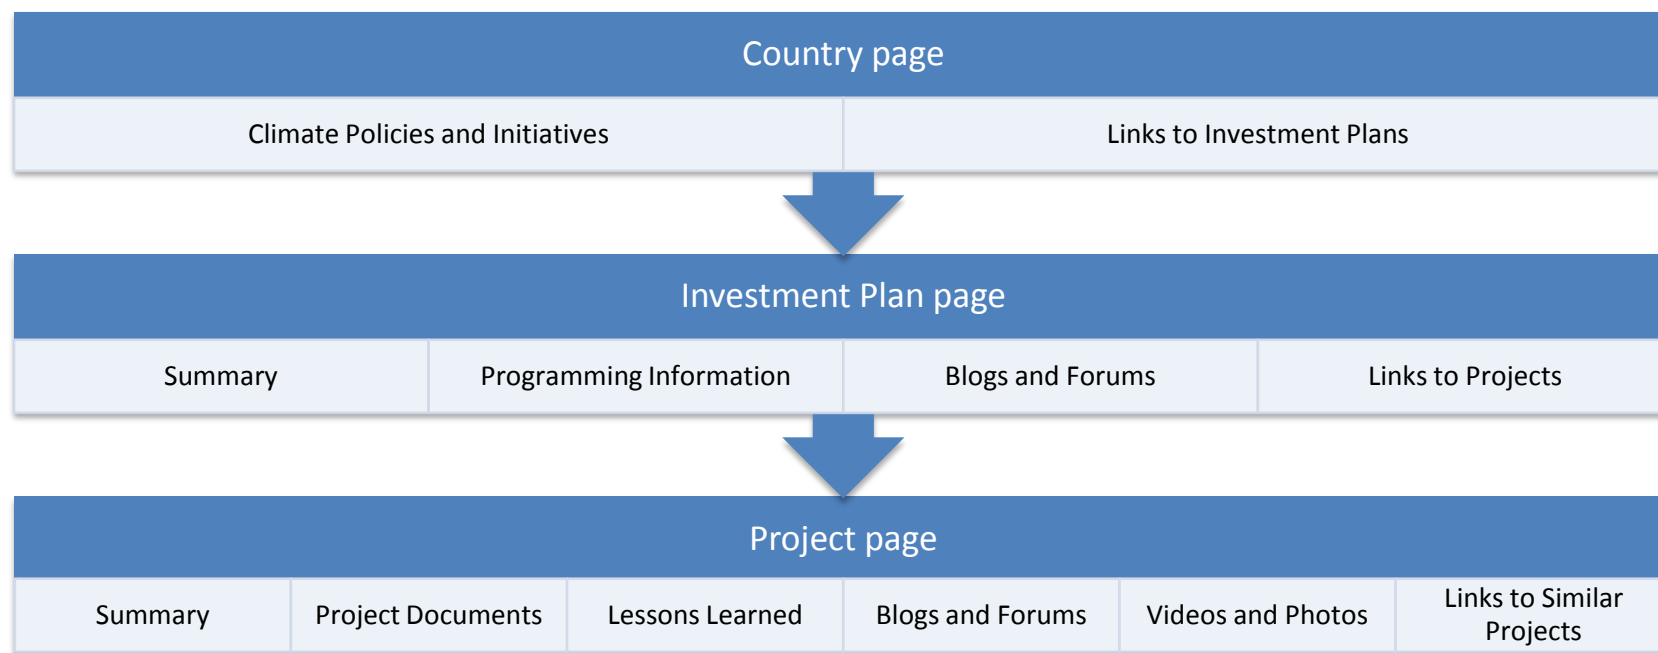 Country page
Climate Policies and Initiatives
Links to Investment Plans
Investment Plan page
Summary
Programming Information
Blogs and Forums
Links to Projects
Project page
Summary
Project Documents
Lessons Learned
Blogs and Forums
Videos and Photos
Links to Similar
Projects